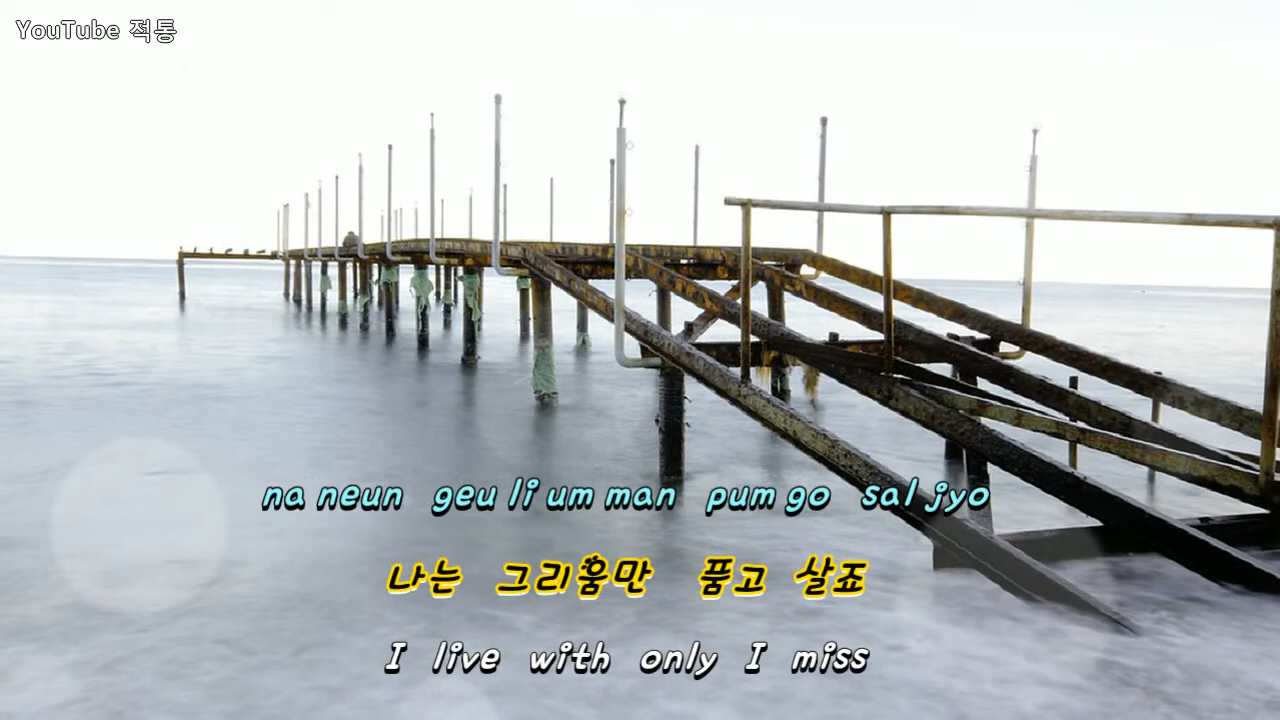 YouTube 적통
na neun geu li um man pum go sal jyo
나는 그리움만 품고 살죠
I live with only I miss